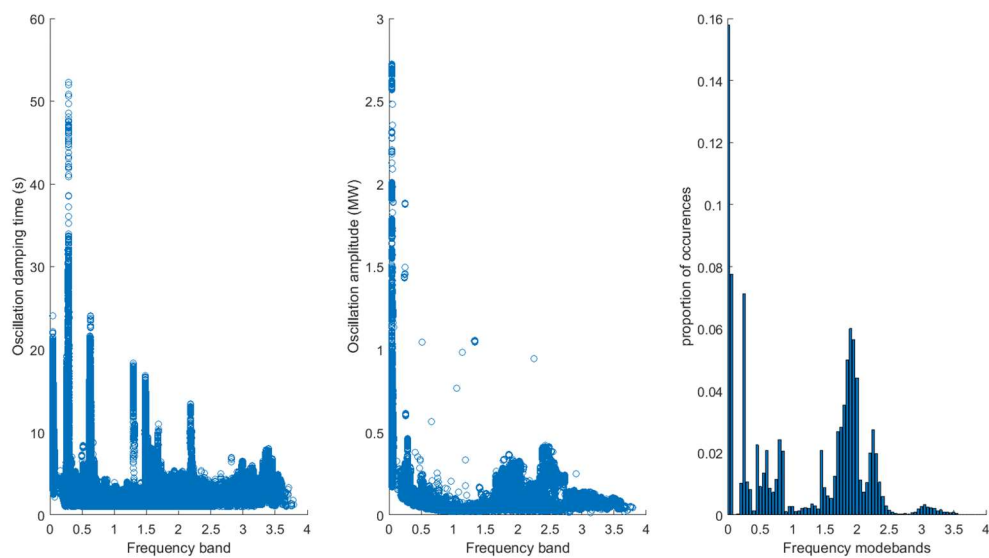 60
50
40
30
20
10
0
Oscillation damping time (s)
0 0.5 1 1.5 2 2.5 3 3.5 4
Frequency band
3
2.5
2
1.5
1
0.5
0
Oscillation amplitude (MW)
0 0.5 1 1.5 2 2.5 3 3.5 4
Frequency band
0.16
0.14
0.12
0.1
0.08
0.06
0.04
0.02
0
proportion of occurences
0.5 1 1.5 2 2.5 3 3.5 4
Frequency modebands